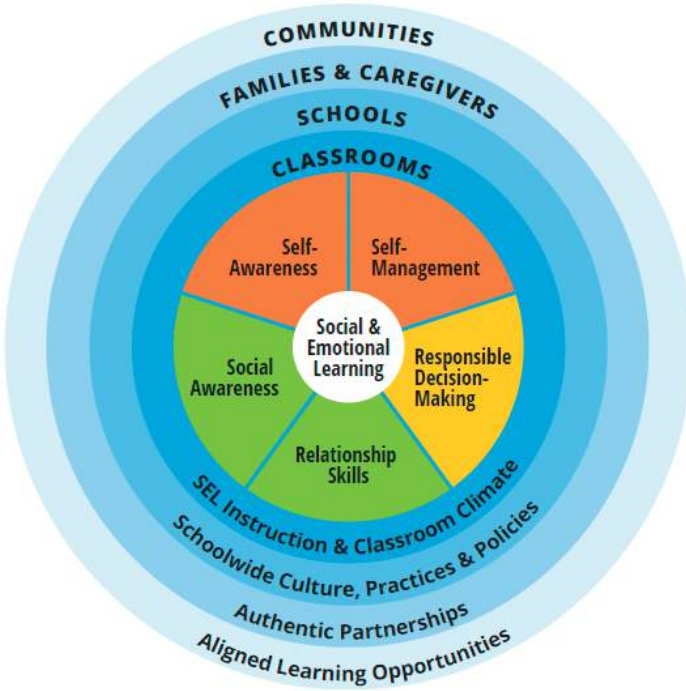 COMMUNITIES
FAMILIES & CAREGIVERS
SCHOOLS
CLASSROOMS
Self-
Awareness
Self-
Management
Social &
Emotional
Learning
Social
Awareness
Responsible
Decision-
Making
Relationship
Skills
SEL Instruction & Classroom Climate
Schoolwide Culture, Practices & Policies
Authentic Partnerships
Aligned Learning Opportunities